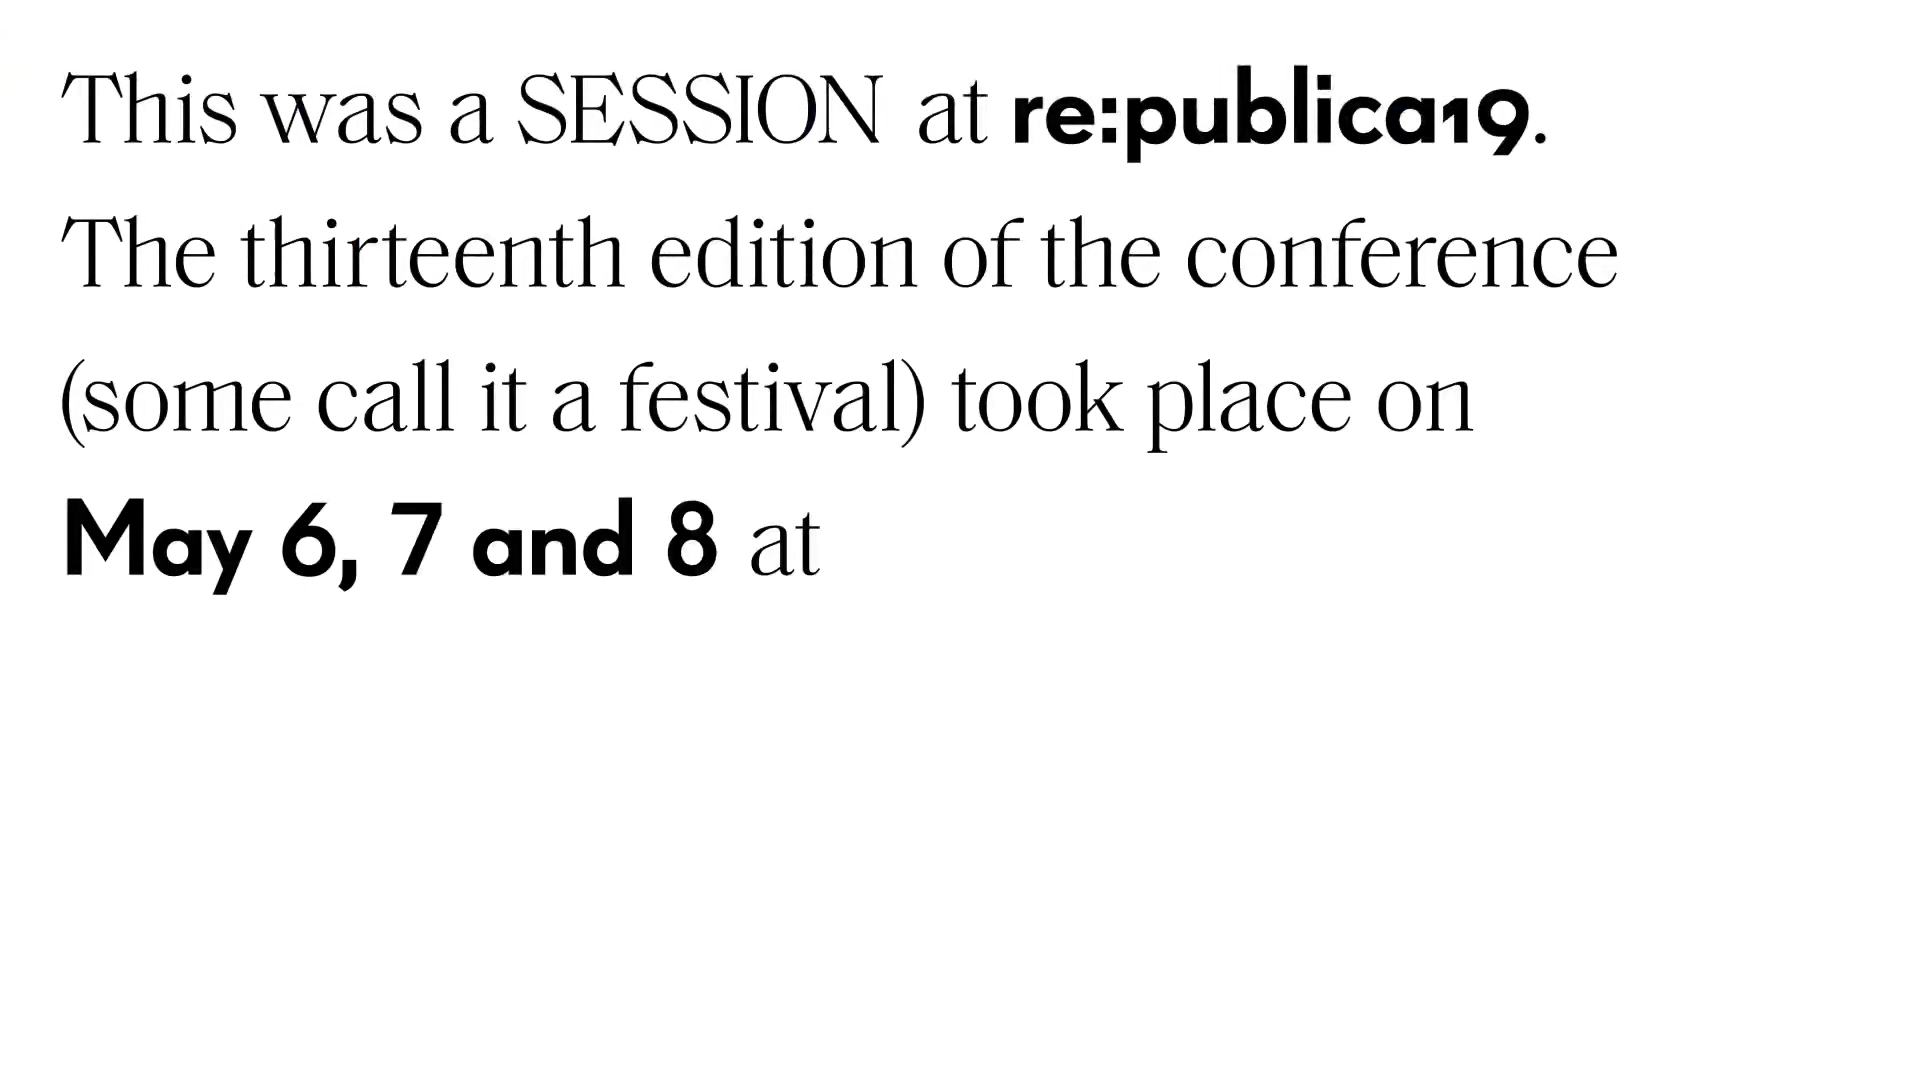 This was a SESSION at re:publica19.
The thirteenth edition of the conference
(some call it a festival) took place on
May 6, 7 and 8 at